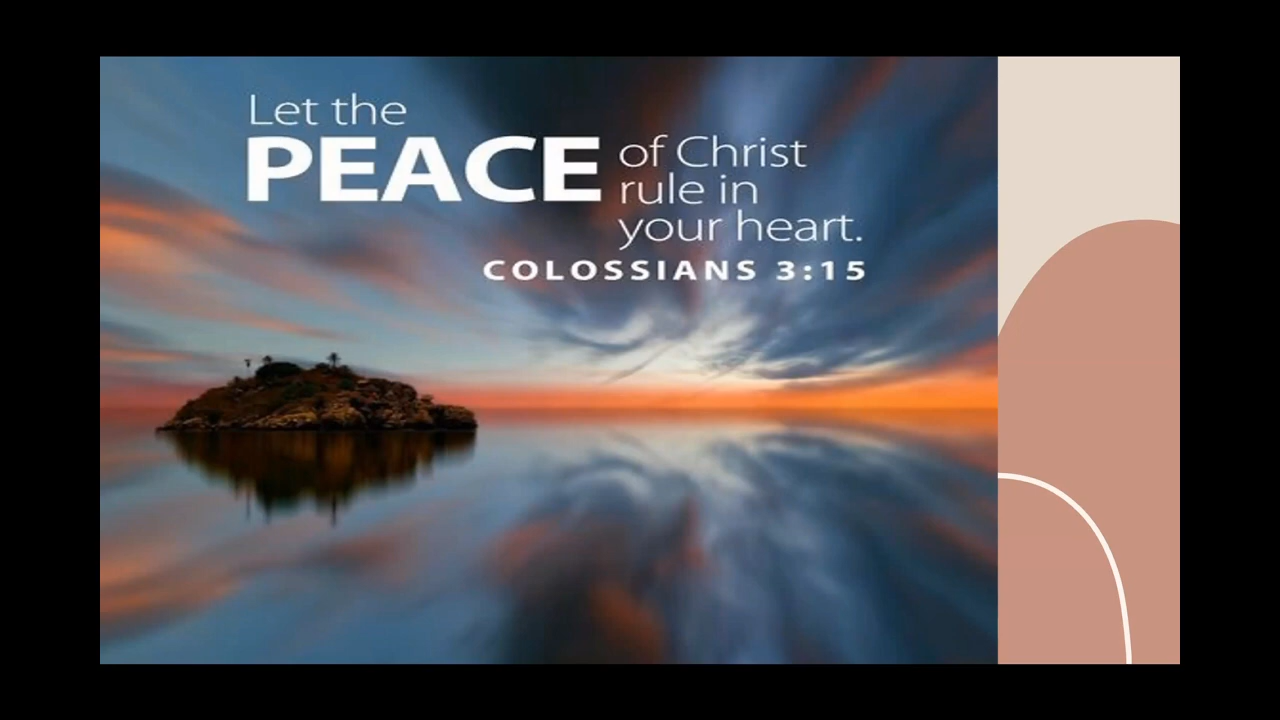 Let the
PEACE of Christ
rule in
your heart.
COLOSSIANS 3:15